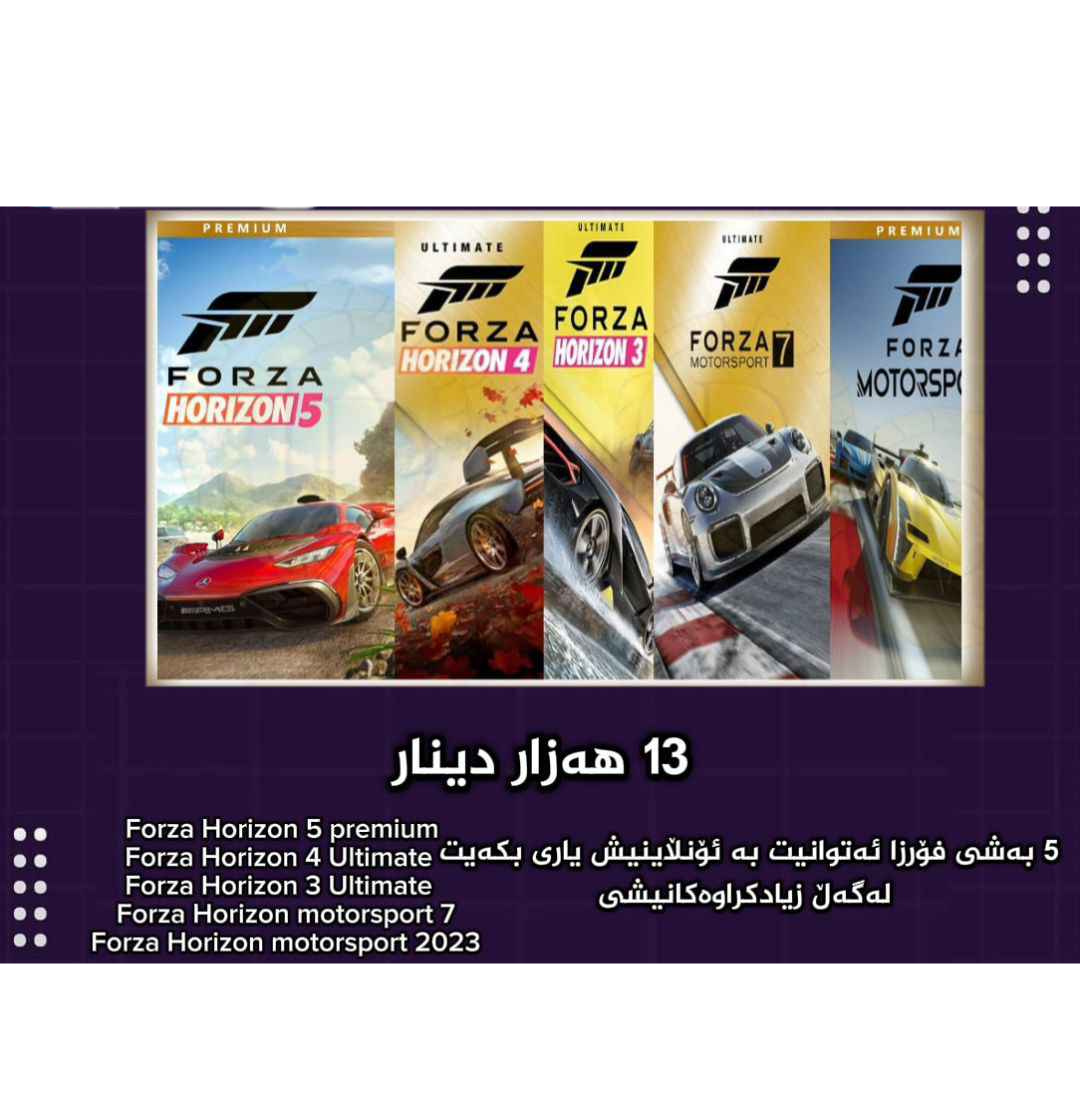 PREMIUM
FORZA
HORIZON 5
ULTIMATE
FORZA
HORIZON 4
ULTIMATE
FORZA
HORIZON 3
ULTIMATE
FORZA
MOTORSPORT 7
PREMIUM
FORZA
MOTORSPO
13 هەزار دینار
Forza Horizon 5 premium
Forza Horizon 4 Ultimate
Forza Horizon 3 Ultimate
Forza Horizon motorsport 7
Forza Horizon motorsport 2023
5 بەشی فۆرزا ئەتوانیت بە ئۆنڵاینیش یاری بکەیت
لەگەڵ زیادکراوەکانیشی